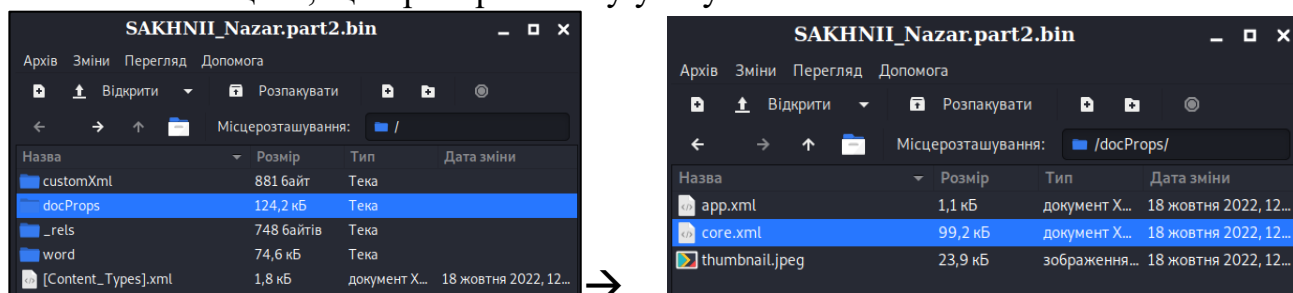 SAKHNII_Nazar.part2.bin
Архів Зміни Перегляд Допомога
Відкрити Розпакувати
Місцерозташування: /
Назва Розмір Тип Дата зміни
customXml 881 байт Тека
docProps 124,2 кБ Тека
_rels 748 байтів Тека
word 74,6 кБ Тека
[Content_Types].xml 1,8 кБ документ X... 18 жовтня 2022, 12...
→
SAKHNII_Nazar.part2.bin
Архів Зміни Перегляд Допомога
Відкрити Розпакувати
Місцерозташування: /docProps/
Назва Розмір Тип Дата зміни
app.xml 1,1 кБ документ X... 18 жовтня 2022, 12...
core.xml 99,2 кБ документ X... 18 жовтня 2022, 12...
thumbnail.jpeg 23,9 кБ зображення... 18 жовтня 2022, 12...